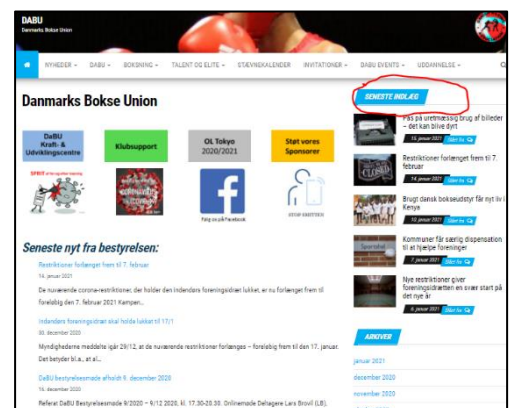 DABU
Danmarks Bokse Union
NYHEDER
DABU
BOKSNING
TALENT OG ELITE
STÆVNEKALENDER
INVITATIONER
DABU EVENTS
UDDANNELSE
Danmarks Bokse Union
DaBU
Kraft- &
Udviklingscentre
Klubsupport
OL Tokyo
2020/2021
Støt vores
Sponsorer
Følg os på Facebook
Seneste nyt fra bestyrelsen:
Restriktioner forlænget frem til 7. februar
14. januar 2021
De nuværende corona-restriktioner, der holder den indendørs foreningsidræt lukket, er nu forlænget frem til
foreløbig den 7. februar 2021 Kampen...
Indendørs foreningsidræt skal holde lukket til 17/1
30. december 2020
Myndighederne meddelte igår 29/12, at de nuværende restriktioner forlænges – foreløbig frem til den 17. januar.
Det betyder bl.a., at al...
DaBU bestyrelsesmøde afholdt 9. december 2020
16. december 2020
Referat DaBU Bestyrelsesmøde 9/2020 – 9/12 2020, kl. 17.30-20.30. Onlinemøde Deltagere Lars Brovil (LB),
SENESTE INDLÆG
Pas på uretmæssig brug af billeder
– det kan blive dyrt
15. januar 2021
Restriktioner forlænget frem til 7.
februar
14. januar 2021
CLOSED
Brugt dansk bokseudstyr får nyt liv i
Kenya
10. januar 2021
Kommuner får særlig dispensation
til at hjælpe foreninger
7. januar 2021
Nye restriktioner giver
foreningsidrætten en svær start på
det nye år
6. januar 2021
ARKIVER
januar 2021
december 2020
november 2020